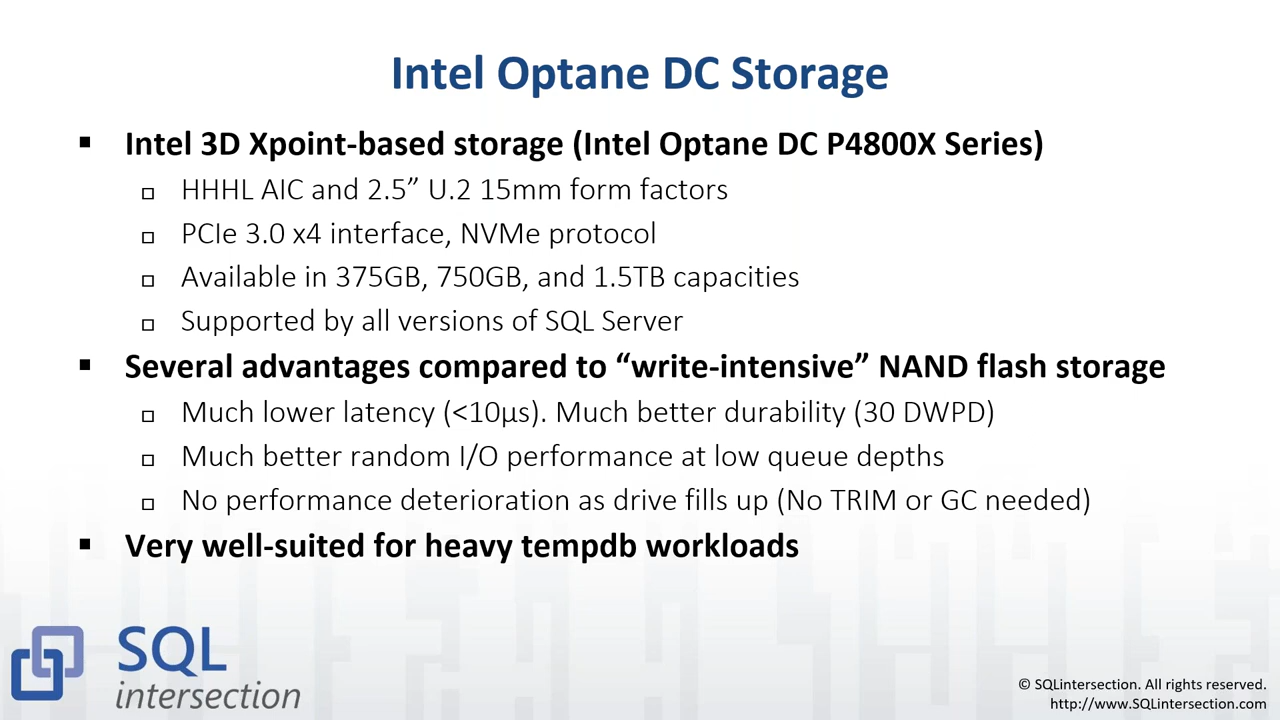 Intel Optane DC Storage
▪ Intel 3D Xpoint-based storage (Intel Optane DC P4800X Series)
▫ HHHL AIC and 2.5” U.2 15mm form factors
▫ PCIe 3.0 x4 interface, NVMe protocol
▫ Available in 375GB, 750GB, and 1.5TB capacities
▫ Supported by all versions of SQL Server
▪ Several advantages compared to “write-intensive” NAND flash storage
▫ Much lower latency (<10µs). Much better durability (30 DWPD)
▫ Much better random I/O performance at low queue depths
▫ No performance deterioration as drive fills up (No TRIM or GC needed)
▪ Very well-suited for heavy tempdb workloads
SQL
intersection
© SQLintersection. All rights reserved.
http://www.SQLintersection.com